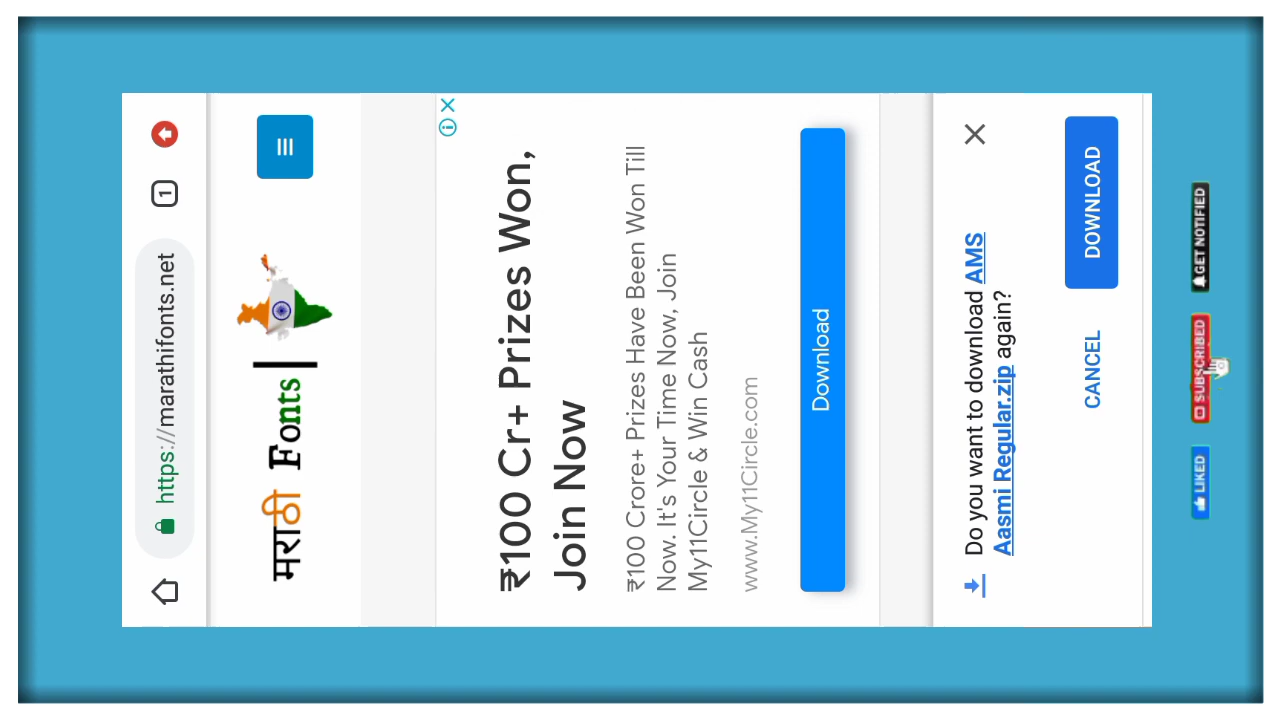 1
https://marathifonts.net
मराठी Fonts |
₹100 Cr+ Prizes Won,
Join Now
₹100 Crore+ Prizes Have Been Won Till
Now. It's Your Time Now, Join
My11Circle & Win Cash
www.My11Circle.com
Download
Do you want to download AMS
Aasmi Regular.zip again?
CANCEL
DOWNLOAD
LIKED
SUBSCRIBED
GET NOTIFIED